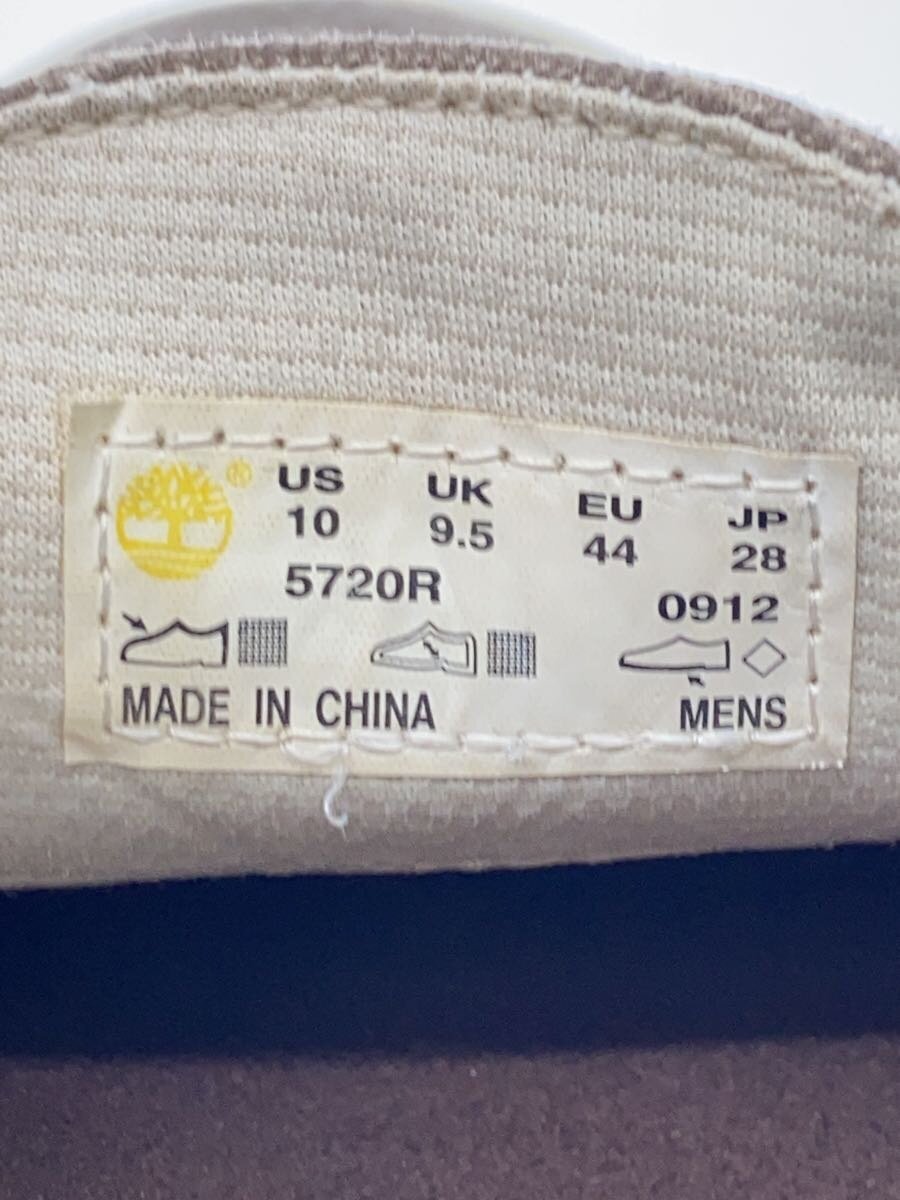 ® US UK EU JP
10 9.5 44 28
5720R 0912
MADE IN CHINA MENS